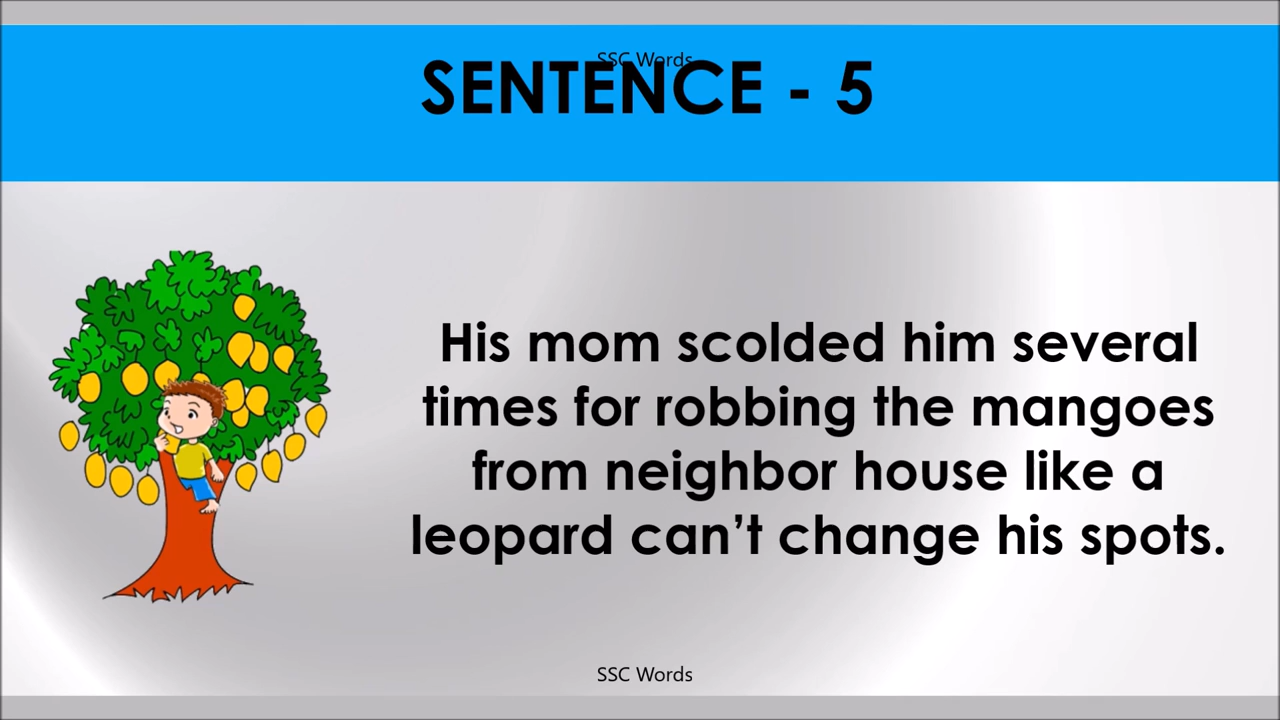 SSC Words
SENTENCE - 5
His mom scolded him several
times for robbing the mangoes
from neighbor house like a
leopard can’t change his spots.
SSC Words